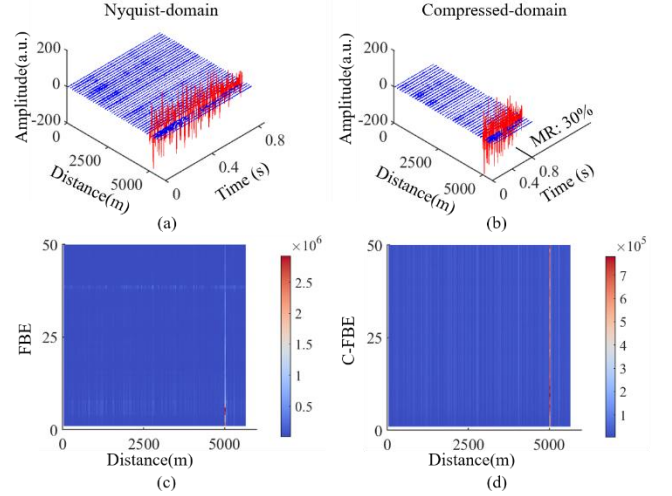 Nyquist-domain
Amplitude(a.u.)
200
0
-200
0
2500
5000
Distance(m)
0
0.4
0.8
Time (s)
(a)
Compressed-domain
Amplitude(a.u.)
200
0
-200
0
2500
5000
Distance(m)
0
0.4
0.8
Time (s)
MR: 30%
(b)
FBE
50
25
0
0
2500
5000
Distance(m)
×10⁶
2.5
2
1.5
1
0.5
(c)
C-FBE
50
25
0
0
2500
5000
Distance(m)
×10⁵
7
6
5
4
3
2
1
(d)